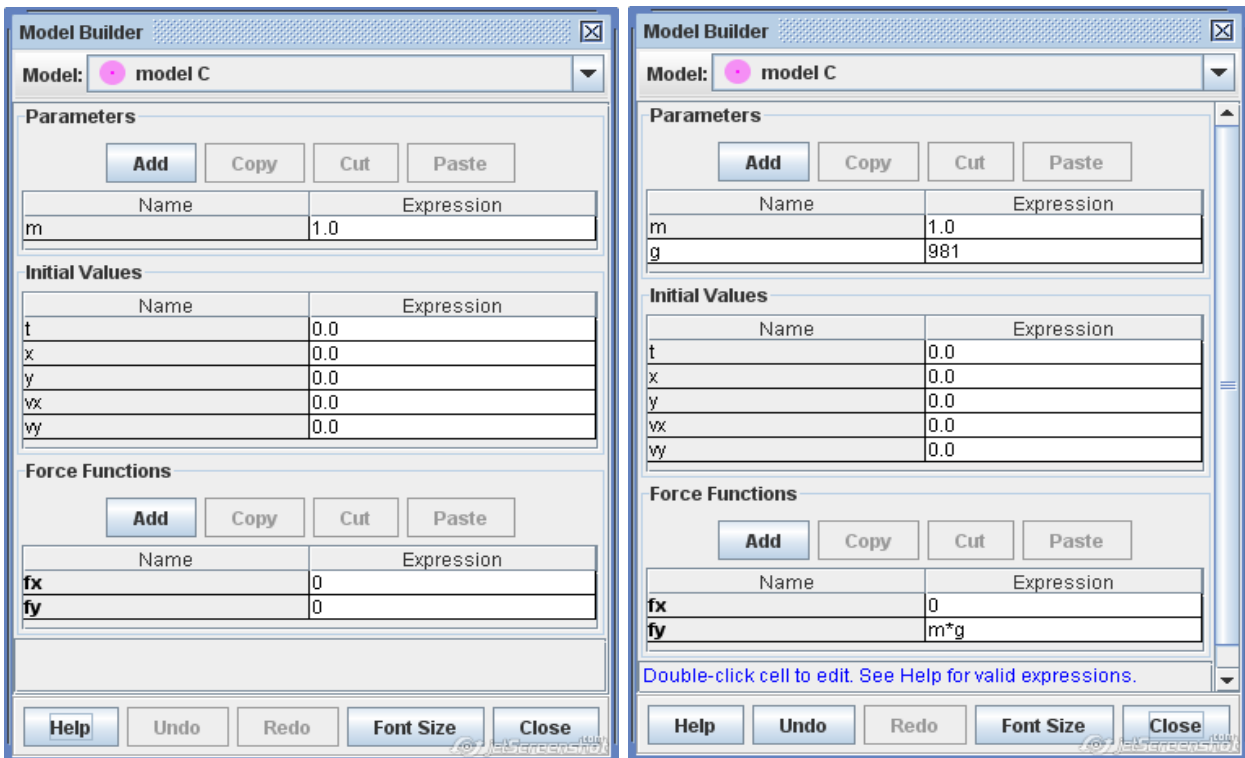 Model Builder
Model: model C
Parameters
Add Copy Cut Paste
Name Expression
m 1.0
Initial Values
Name Expression
t 0.0
x 0.0
y 0.0
vx 0.0
vy 0.0
Force Functions
Add Copy Cut Paste
Name Expression
fx 0
fy 0
Help Undo Redo Font Size Close
jetScreenshot.com
Model Builder
Model: model C
Parameters
Add Copy Cut Paste
Name Expression
m 1.0
g 981
Initial Values
Name Expression
t 0.0
x 0.0
y 0.0
vx 0.0
vy 0.0
Force Functions
Add Copy Cut Paste
Name Expression
fx 0
fy m*g
Double-click cell to edit. See Help for valid expressions.
Help Undo Redo Font Size Close
jetScreenshot.com